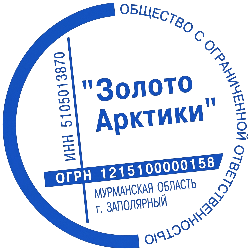 ОБЩЕСТВО С ОГРАНИЧЕННОЙ ОТВЕТСТВЕННОСТЬЮ
ИНН 5105013870
"Золото
Арктики"
ОГРН 1215100000158
МУРМАНСКАЯ ОБЛАСТЬ
г. ЗАПОЛЯРНЫЙ